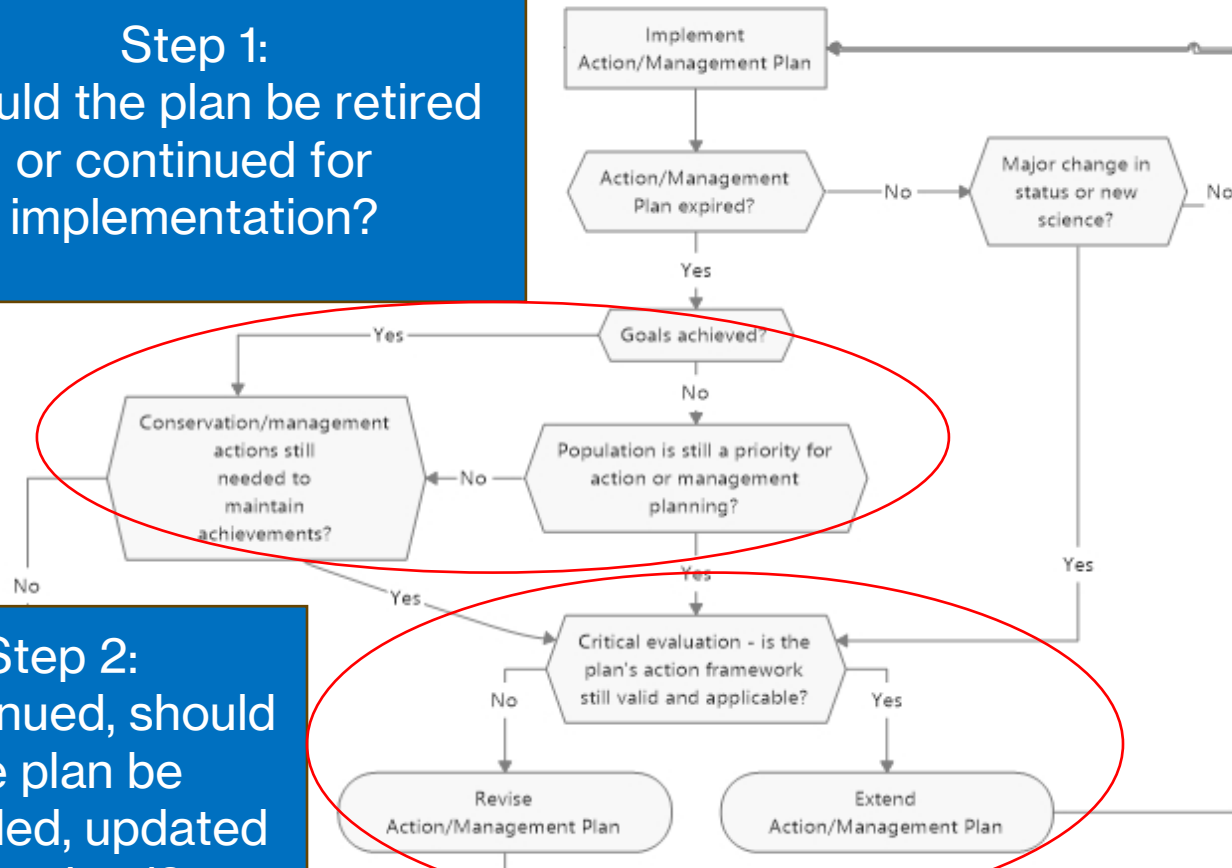 Step 1:
uld the plan be retired
or continued for
implementation?
Implement
Action/Management Plan
Action/Management
Plan expired?
No
Major change in
status or new
science?
No
Yes
Goals achieved?
Yes
No
Conservation/management
actions still
needed to
maintain
achievements?
No
Population is still a priority for
action or management
planning?
No
Yes
Yes
Yes
Step 2:
nued, should
plan be
led, updated
Critical evaluation - is the
plan's action framework
still valid and applicable?
No
Yes
Revise
Action/Management Plan
Extend
Action/Management Plan